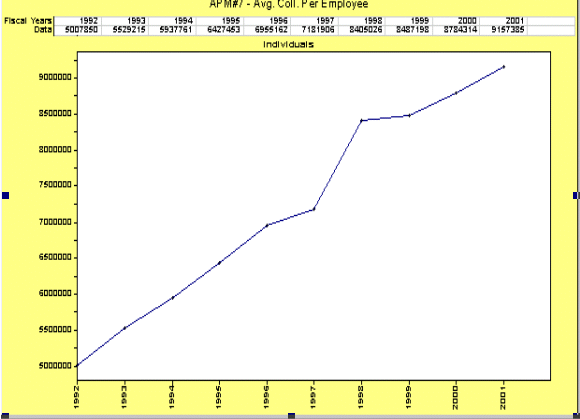 APM#7 - Avg. Coll. Per Employee
Fiscal Years 1992 1993 1994 1995 1996 1997 1998 1999 2000 2001
Data 5007850 5529215 5937761 6427453 6955162 7181906 8405026 8487198 8784314 9157385
Individuals
9000000
8500000
8000000
7500000
7000000
6500000
6000000
5500000
5000000
1992 1993 1994 1995 1996 1997 1998 1999 2000 2001